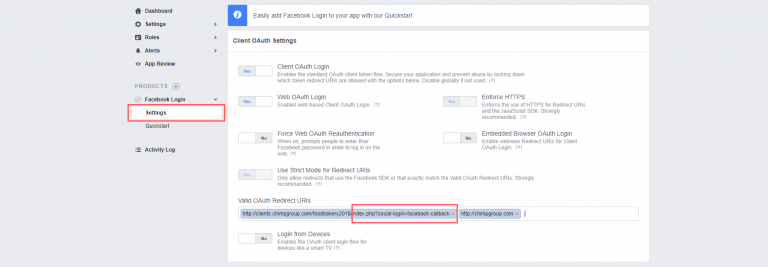 Dashboard
Settings
Roles
Alerts
App Review
PRODUCTS
Facebook Login
Settings
Quickstart
Activity Log
Easily add Facebook Login to your app with our Quickstart
Client OAuth Settings
Yes
Client OAuth Login
Enables the standard OAuth client token flow. Secure your application and prevent abuse by locking down
which token redirect URIs are allowed with the options below. Disable globally if not used. [?]
Yes
Web OAuth Login
Enables web-based Client OAuth Login. [?]
Yes
Enforce HTTPS
Enforce the use of HTTPS for Redirect URIs
and the JavaScript SDK. Strongly
recommended. [?]
No
Force Web OAuth Reauthentication
When on, prompts people to enter their
Facebook password in order to log in on the
web. [?]
No
Embedded Browser OAuth Login
Enable webview Redirect URIs for Client
OAuth Login. [?]
Yes
Use Strict Mode for Redirect URIs
Only allow redirects that use the Facebook SDK or that exactly match the Valid OAuth Redirect URIs. Strongly
recommended. [?]
Valid OAuth Redirect URIs
http://clients.chimpgroup.com/foodbakery2018/index.php?social-login=facebook-callback × http://chimpgroup.com ×
No
Login from Devices
Enables the OAuth client login flow for
devices like a smart TV [?]